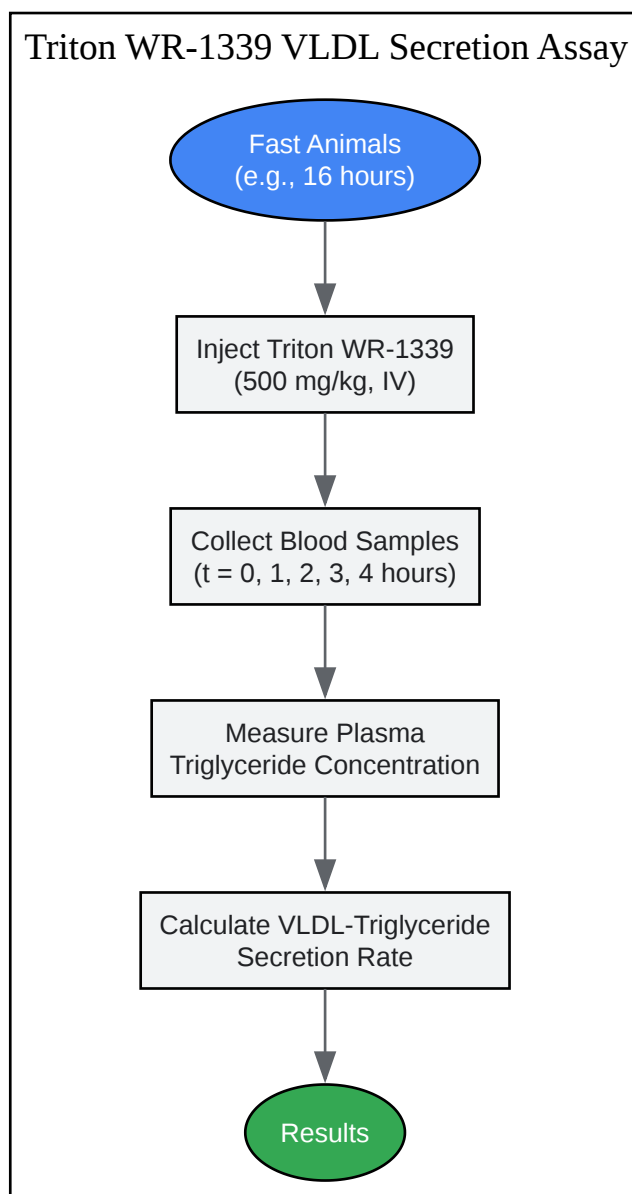 Triton WR-1339 VLDL Secretion Assay
Fast Animals
(e.g., 16 hours)
Inject Triton WR-1339
(500 mg/kg, IV)
Collect Blood Samples
(t = 0, 1, 2, 3, 4 hours)
Measure Plasma
Triglyceride Concentration
Calculate VLDL-Triglyceride
Secretion Rate
Results